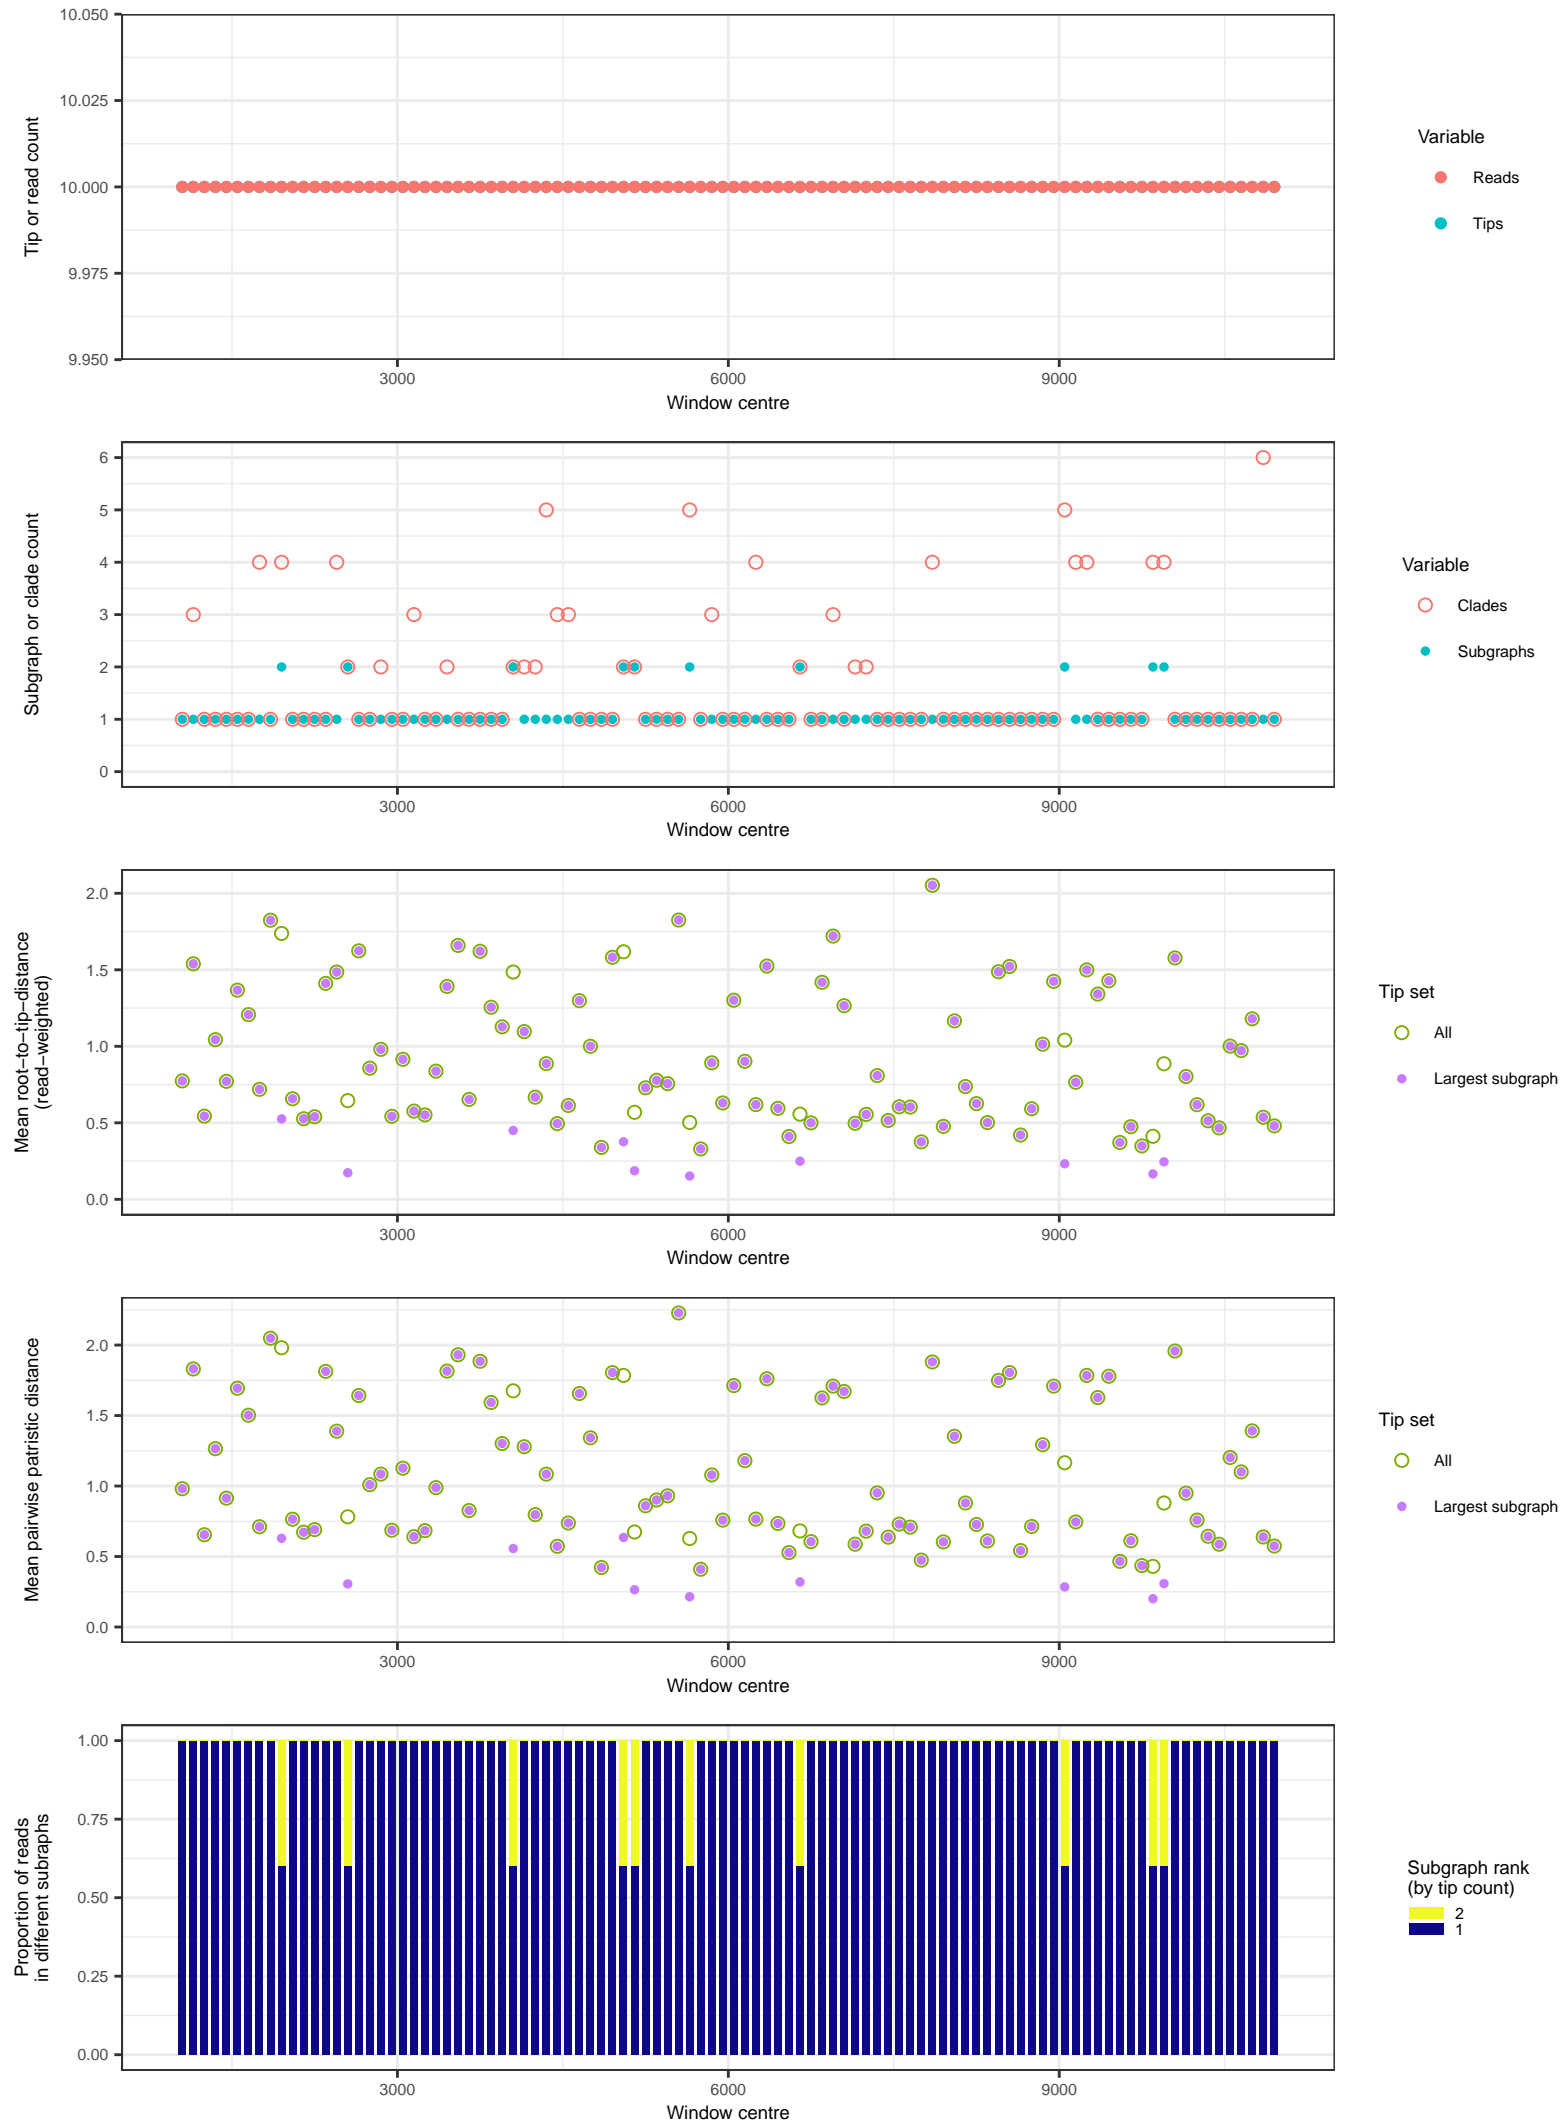 10.050
10.025
10.000
9.975
9.950
Tip or read count
3000
6000
9000
Window centre
Variable
Reads
Tips
6
5
4
3
2
1
0
Subgraph or clade count
3000
6000
9000
Window centre
Variable
Clades
Subgraphs
2.0
1.5
1.0
0.5
0.0
Mean root−to−tip−distance
(read−weighted)
3000
6000
9000
Window centre
Tip set
All
Largest subgraph
2.0
1.5
1.0
0.5
0.0
Mean pairwise patristic distance
3000
6000
9000
Window centre
Tip set
All
Largest subgraph
1.00
0.75
0.50
0.25
0.00
Proportion of reads
in different subraphs
3000
6000
9000
Window centre
Subgraph rank
(by tip count)
2
1